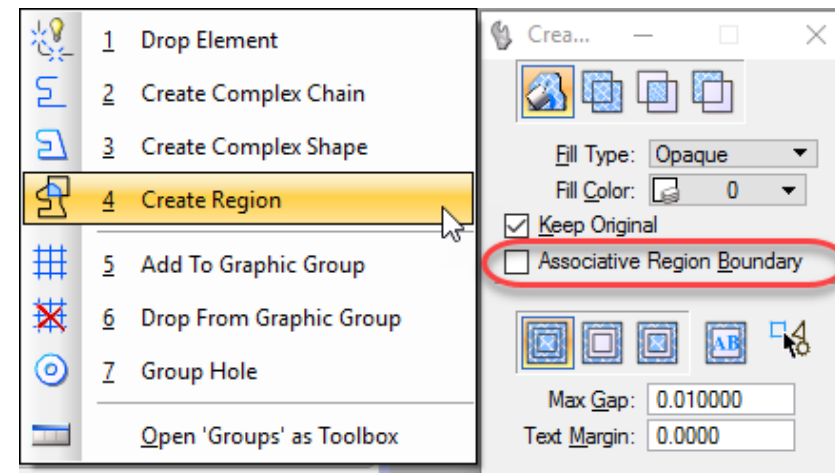 1 Drop Element
2 Create Complex Chain
3 Create Complex Shape
4 Create Region
5 Add To Graphic Group
6 Drop From Graphic Group
7 Group Hole
Open 'Groups' as Toolbox
Crea...
Fill Type: Opaque
Fill Color: 0
Keep Original
Associative Region Boundary
AB
Max Gap: 0.010000
Text Margin: 0.0000